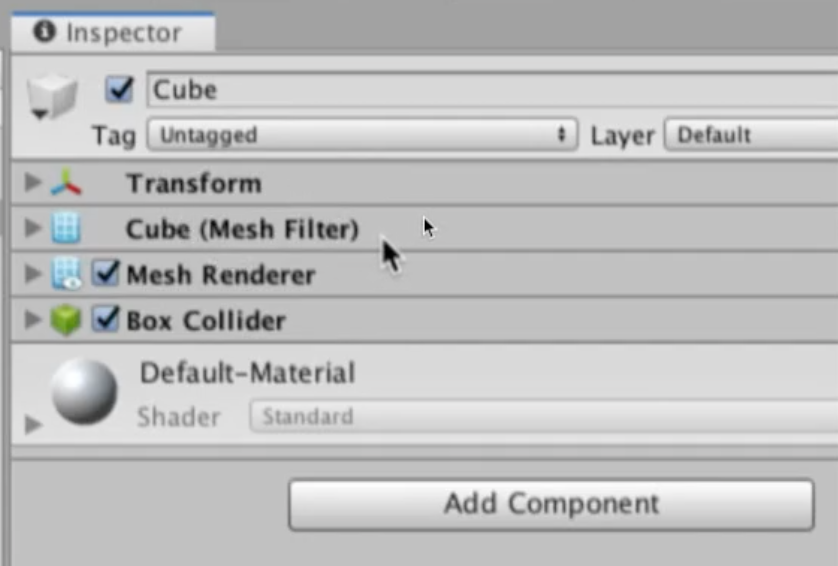 Inspector
Cube
Tag Untagged Layer Default
Transform
Cube (Mesh Filter)
Mesh Renderer
Box Collider
Default-Material
Shader Standard
Add Component